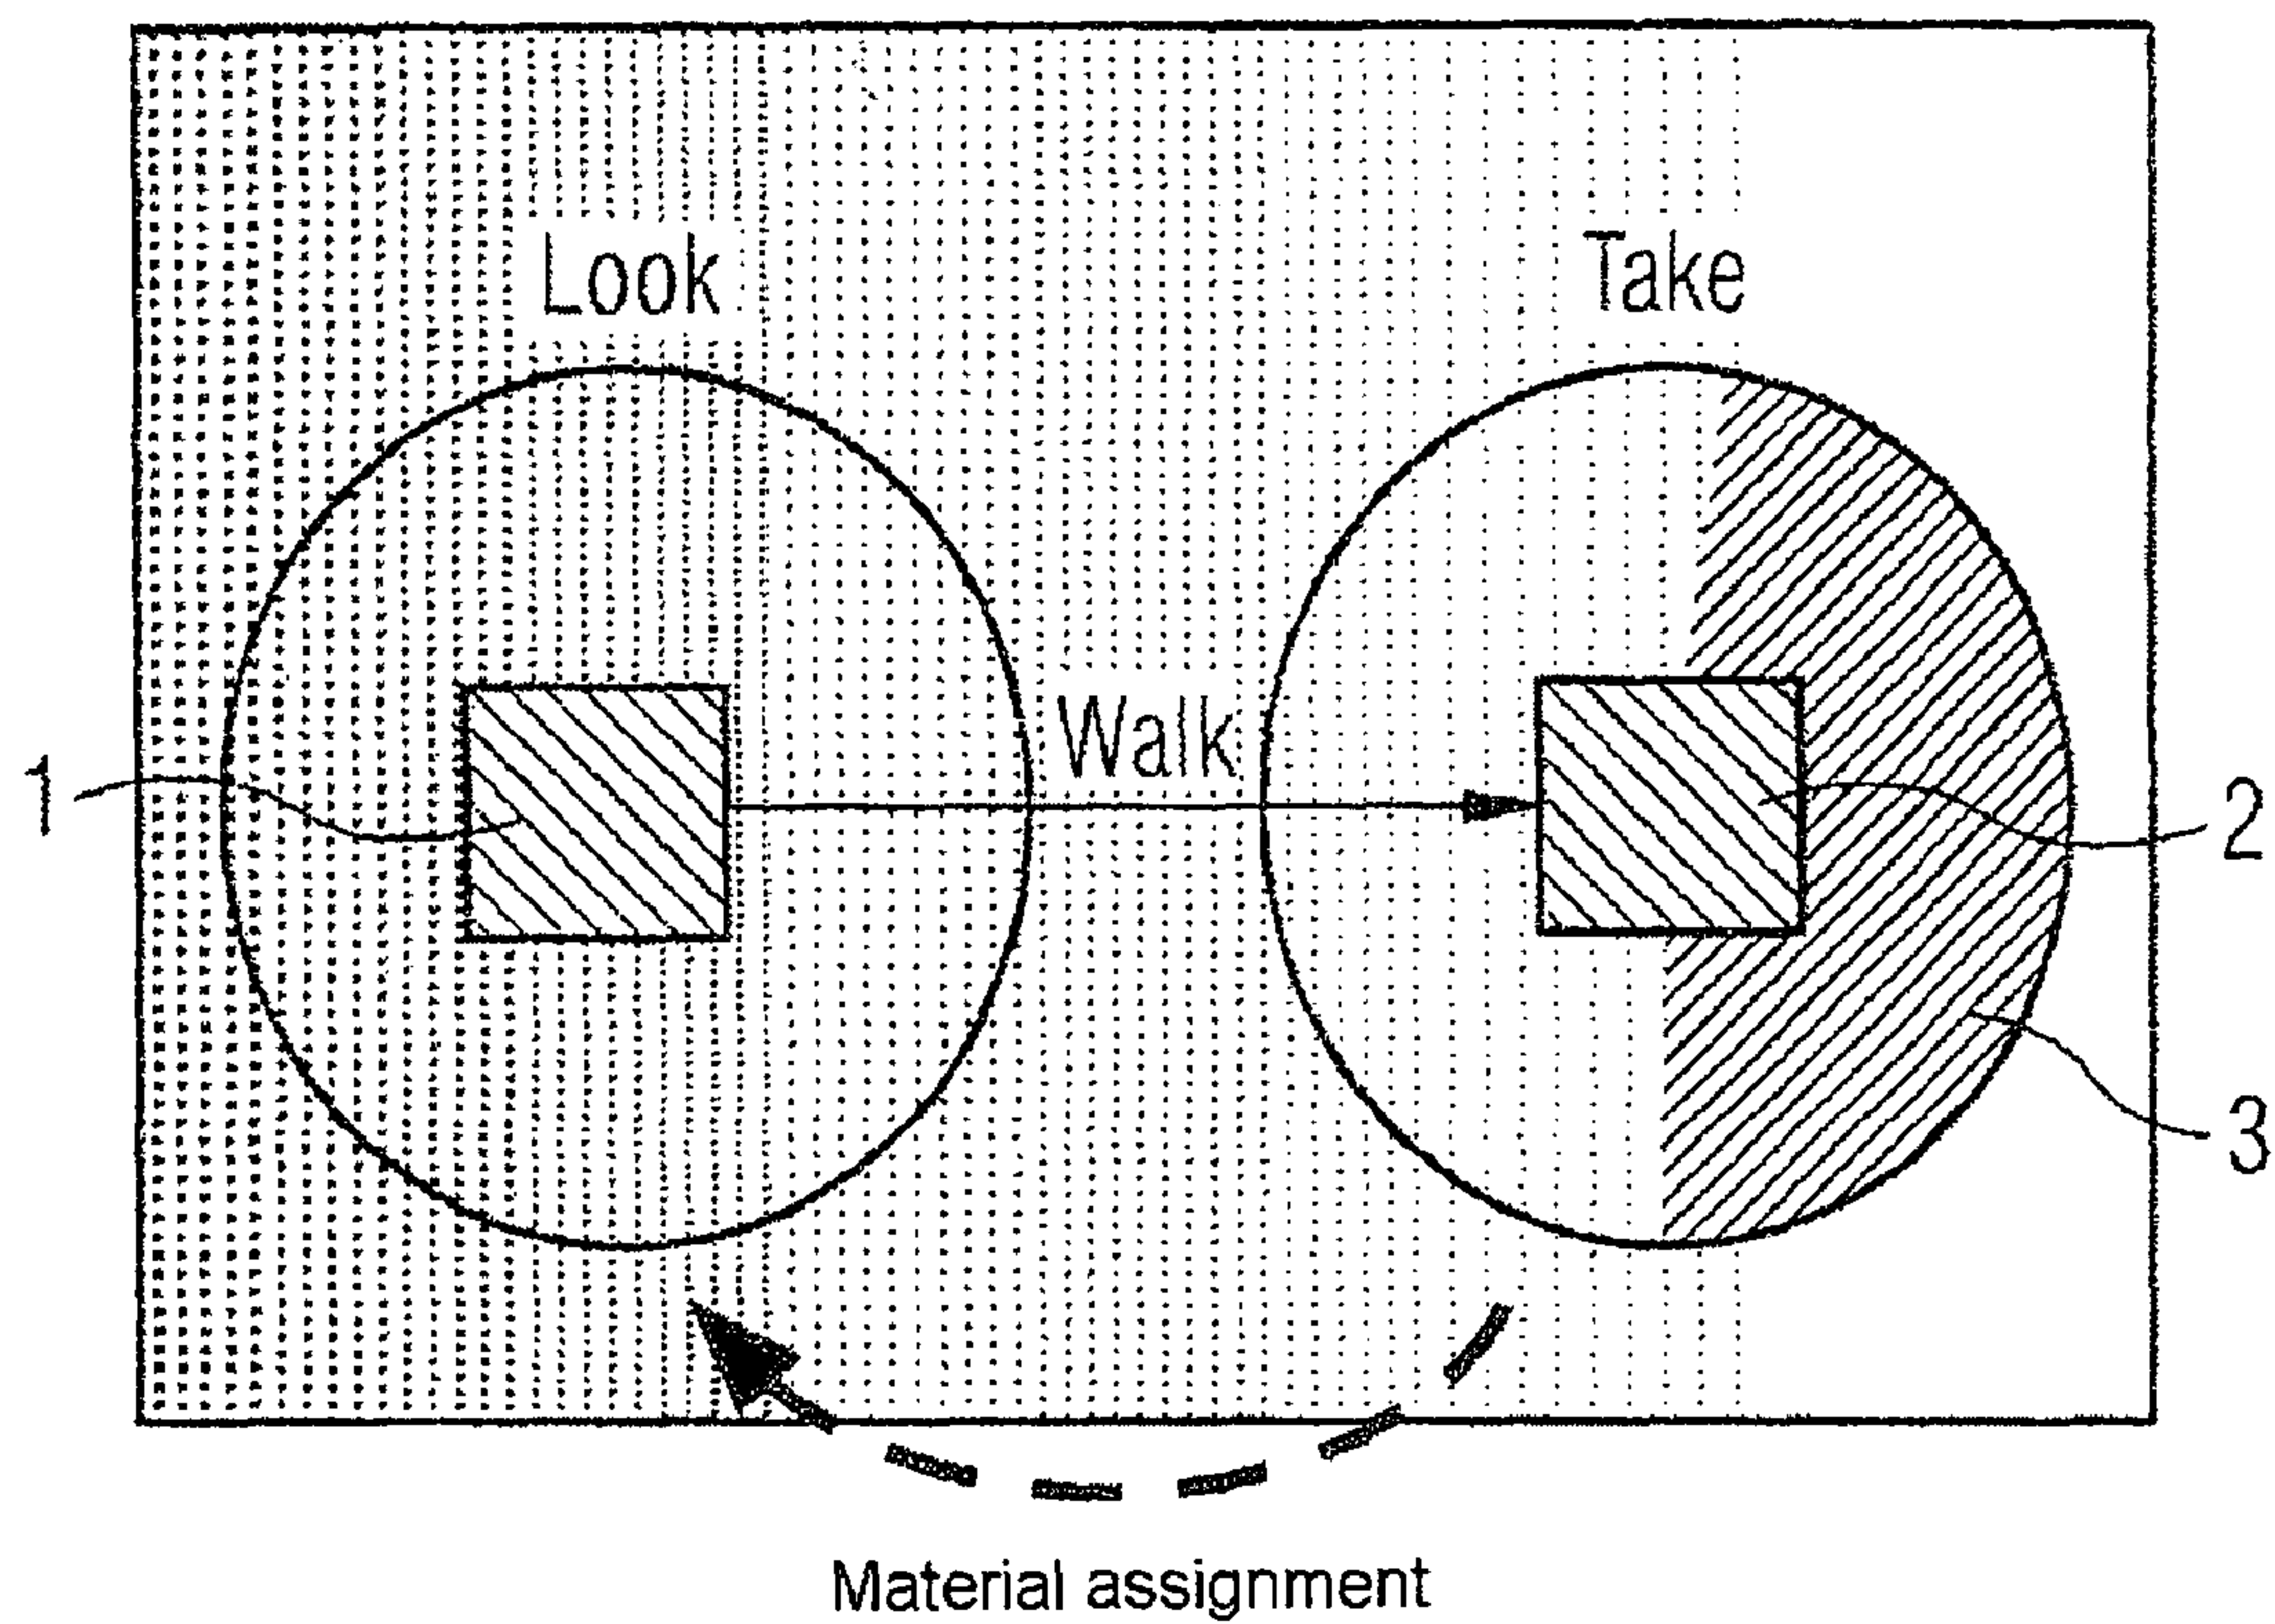 Look
Take
Walk
1
2
3
Material assignment